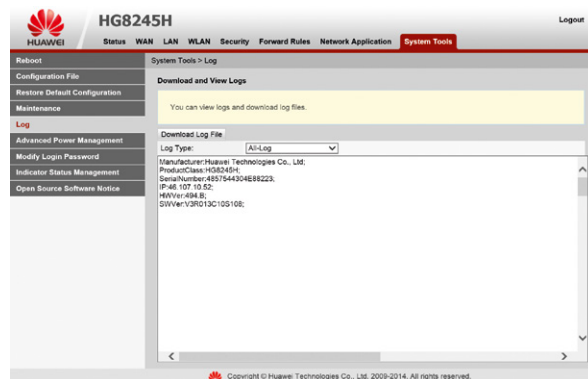 HG8245H
Logout
HUAWEI
Status WAN LAN WLAN Security Forward Rules Network Application System Tools
Reboot
System Tools > Log
Configuration File
Download and View Logs
Restore Default Configuration
Maintenance
You can view logs and download log files.
Log
Download Log File
Advanced Power Management
Log Type: All-Log
Modify Login Password
Manufacturer:Huawei Technologies Co., Ltd;
ProductClass:HG8245H;
Indicator Status Management
SerialNumber:4857544304E88223;
IP:46.107.10.52;
Open Source Software Notice
HWVer:494.B;
SWVer:V3R013C10S108;
Copyright © Huawei Technologies Co., Ltd. 2009-2014. All rights reserved.